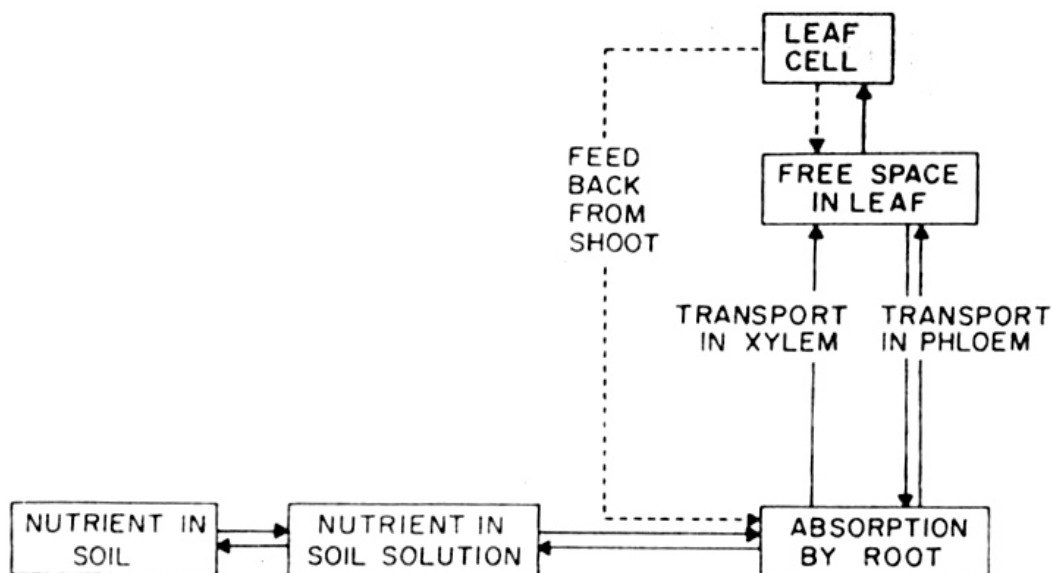 LEAF
CELL
FEED
BACK
FROM
SHOOT
FREE SPACE
IN LEAF
TRANSPORT
IN XYLEM
TRANSPORT
IN PHLOEM
NUTRIENT IN
SOIL
NUTRIENT IN
SOIL SOLUTION
ABSORPTION
BY ROOT